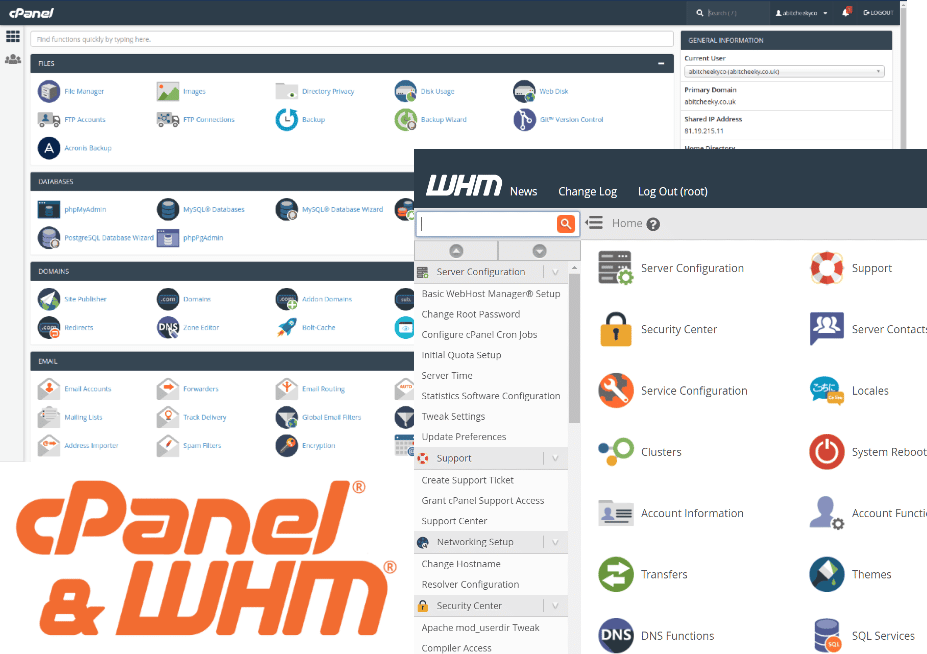 cPanel
Search ( / )
abitcheekyco
LOGOUT
Find functions quickly by typing here.
FILES
File Manager
Images
Directory Privacy
Disk Usage
Web Disk
FTP Accounts
FTP Connections
Backup
Backup Wizard
Git™ Version Control
Acronis Backup
DATABASES
phpMyAdmin
MySQL® Databases
MySQL® Database Wizard
PostgreSQL Database Wizard
phpPgAdmin
DOMAINS
Site Publisher
Domains
Addon Domains
Redirects
Zone Editor
Bolt-Cache
EMAIL
Email Accounts
Forwarders
Email Routing
Mailing Lists
Track Delivery
Global Email Filters
Address Importer
Spam Filters
Encryption
GENERAL INFORMATION
Current User
abitcheekyco (abitcheeky.co.uk)
Primary Domain
abitcheeky.co.uk
Shared IP Address
81.19.215.11
Home Directory
WHM
News
Change Log
Log Out (root)
Home
Server Configuration
Basic WebHost Manager® Setup
Change Root Password
Configure cPanel Cron Jobs
Initial Quota Setup
Server Time
Statistics Software Configuration
Tweak Settings
Update Preferences
Support
Create Support Ticket
Grant cPanel Support Access
Support Center
Networking Setup
Change Hostname
Resolver Configuration
Security Center
Apache mod_userdir Tweak
Compiler Access
Server Configuration
Support
Security Center
Server Contacts
Service Configuration
Locales
Clusters
System Reboot
Account Information
Account Functi
Transfers
Themes
DNS
DNS Functions
SQL
SQL Services
cPanel®
& WHM®